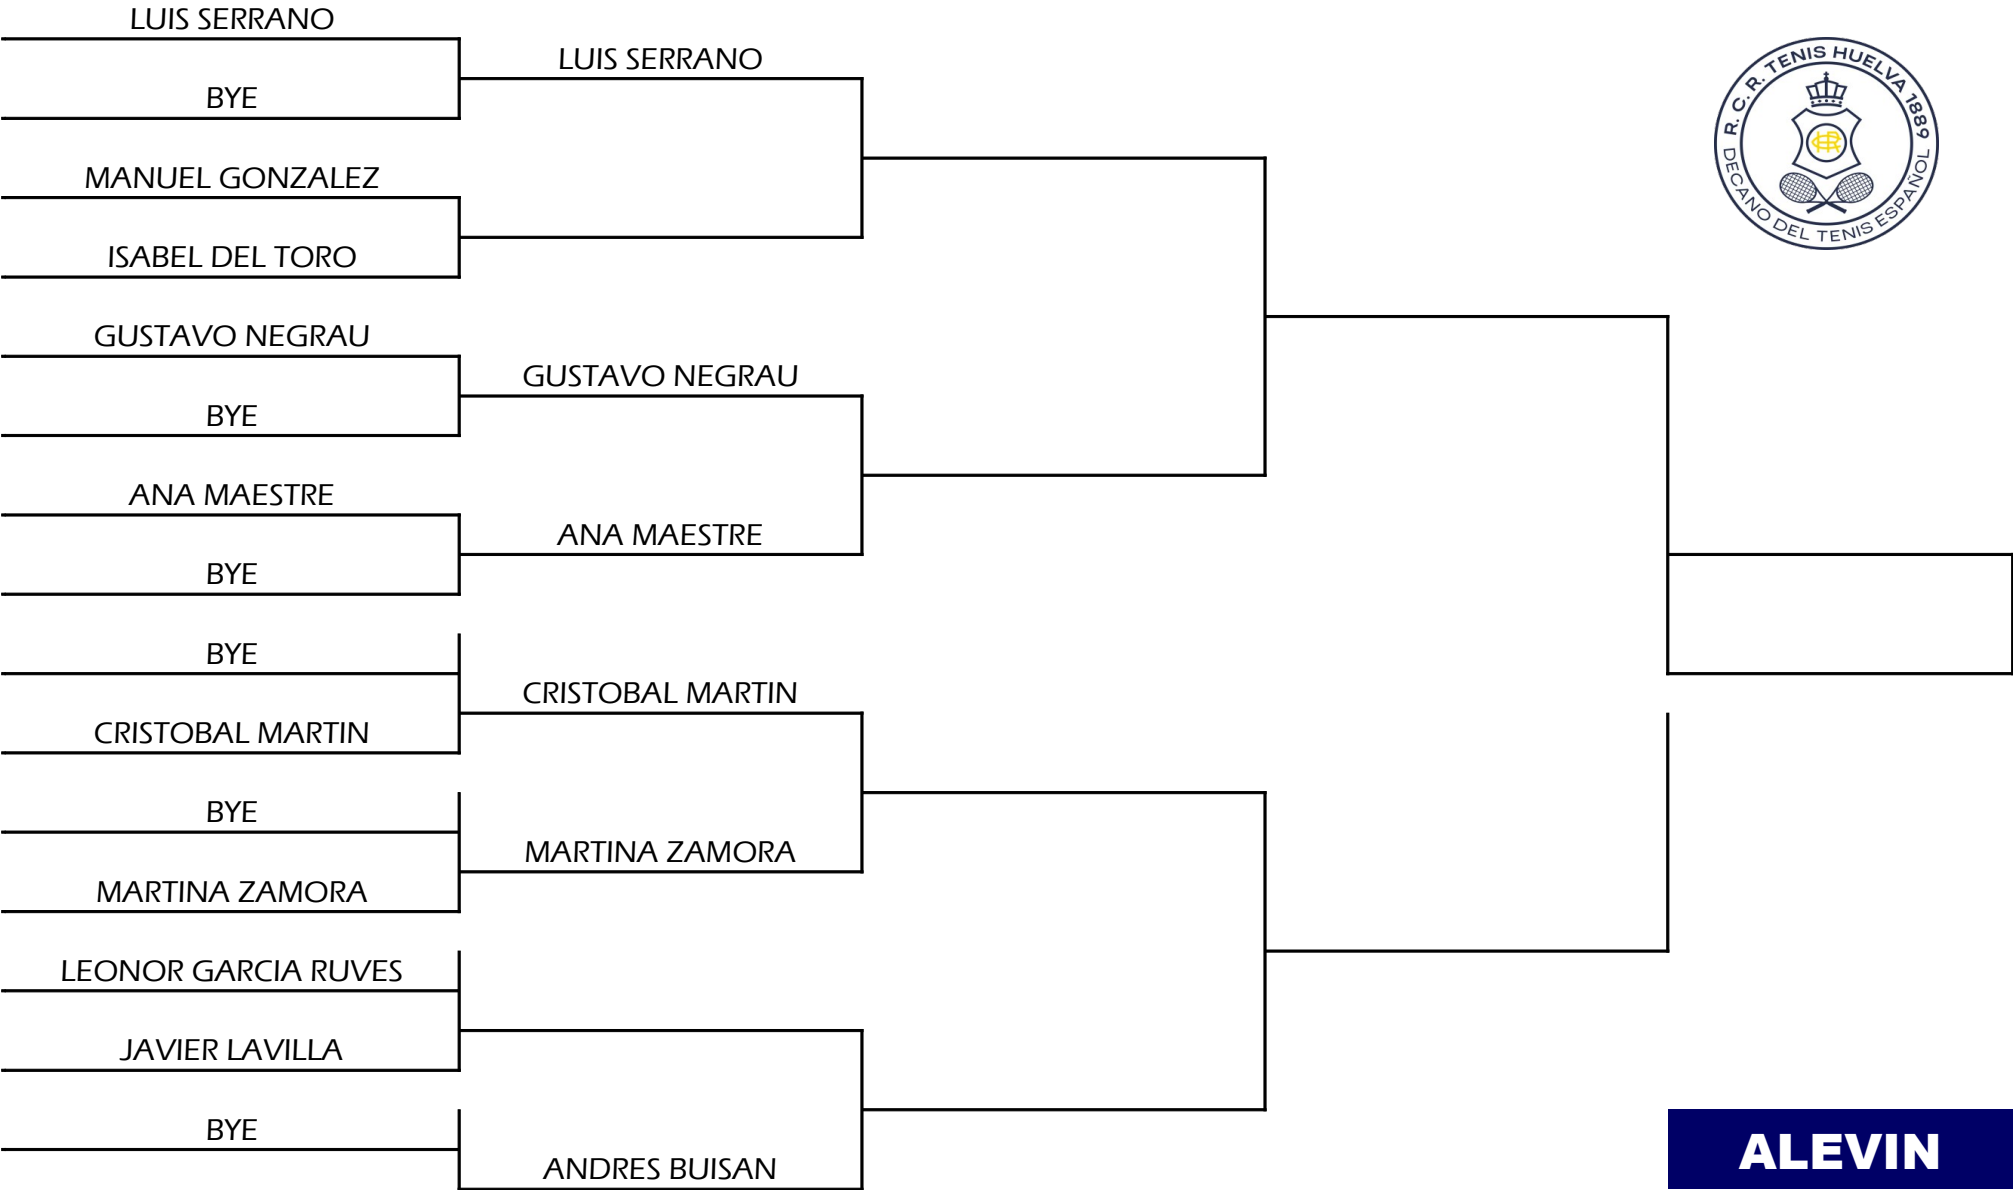 LUIS SERRANO
BYE
MANUEL GONZALEZ
ISABEL DEL TORO
GUSTAVO NEGRAU
BYE
ANA MAESTRE
BYE
BYE
CRISTOBAL MARTIN
BYE
MARTINA ZAMORA
LEONOR GARCIA RUVES
JAVIER LAVILLA
BYE
LUIS SERRANO
GUSTAVO NEGRAU
ANA MAESTRE
CRISTOBAL MARTIN
MARTINA ZAMORA
ANDRES BUISAN
R. C. R. TENIS HUELVA 1889
DECANO DEL TENIS ESPAÑOL
ALEVIN